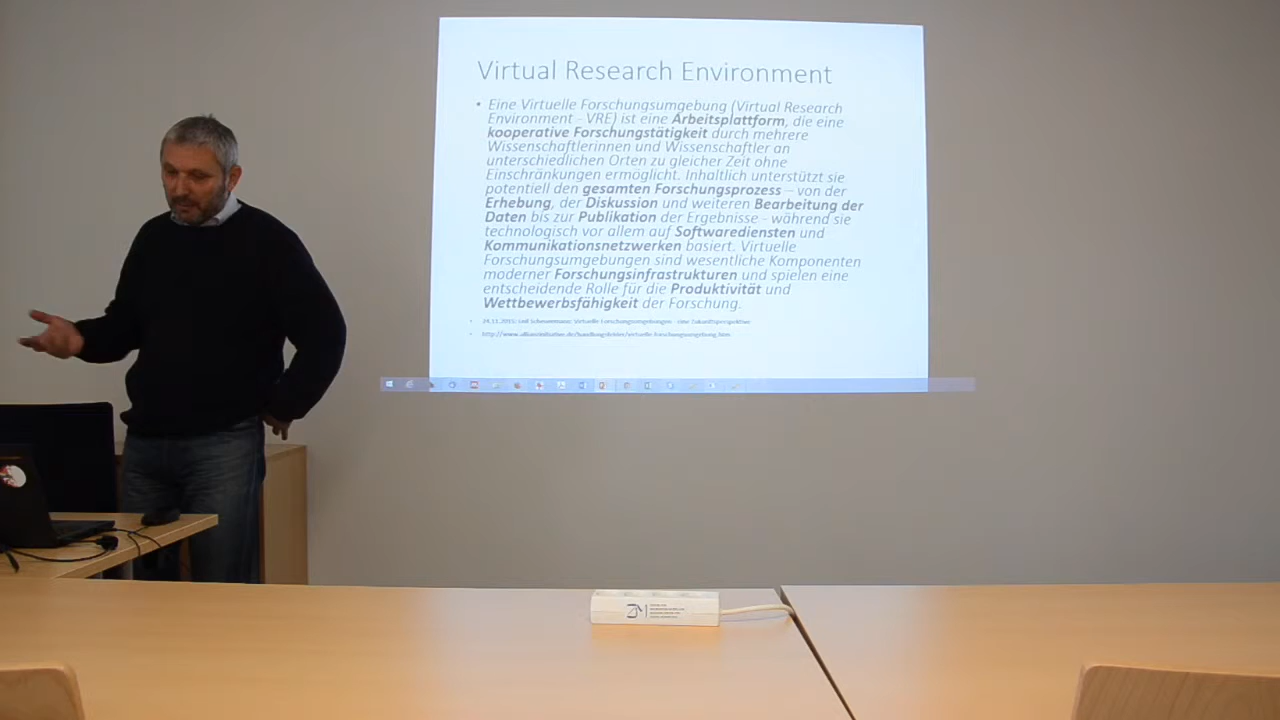 Virtual Research Environment
• Eine Virtuelle Forschungsumgebung (Virtual Research
Environment - VRE) ist eine Arbeitsplattform, die eine
kooperative Forschungstätigkeit durch mehrere
Wissenschaftlerinnen und Wissenschaftler an
unterschiedlichen Orten zu gleicher Zeit ohne
Einschränkungen ermöglicht. Inhaltlich unterstützt sie
potentiell den gesamten Forschungsprozess – von der
Erhebung, der Diskussion und weiteren Bearbeitung der
Daten bis zur Publikation der Ergebnisse - während sie
technologisch vor allem auf Softwarediensten und
Kommunikationsnetzwerken basiert. Virtuelle
Forschungsumgebungen sind wesentliche Komponenten
moderner Forschungsinfrastrukturen und spielen eine
entscheidende Rolle für die Produktivität und
Wettbewerbsfähigkeit der Forschung.
Virtuelle Forschungsumgebungen - eine Zukunftsperspektive